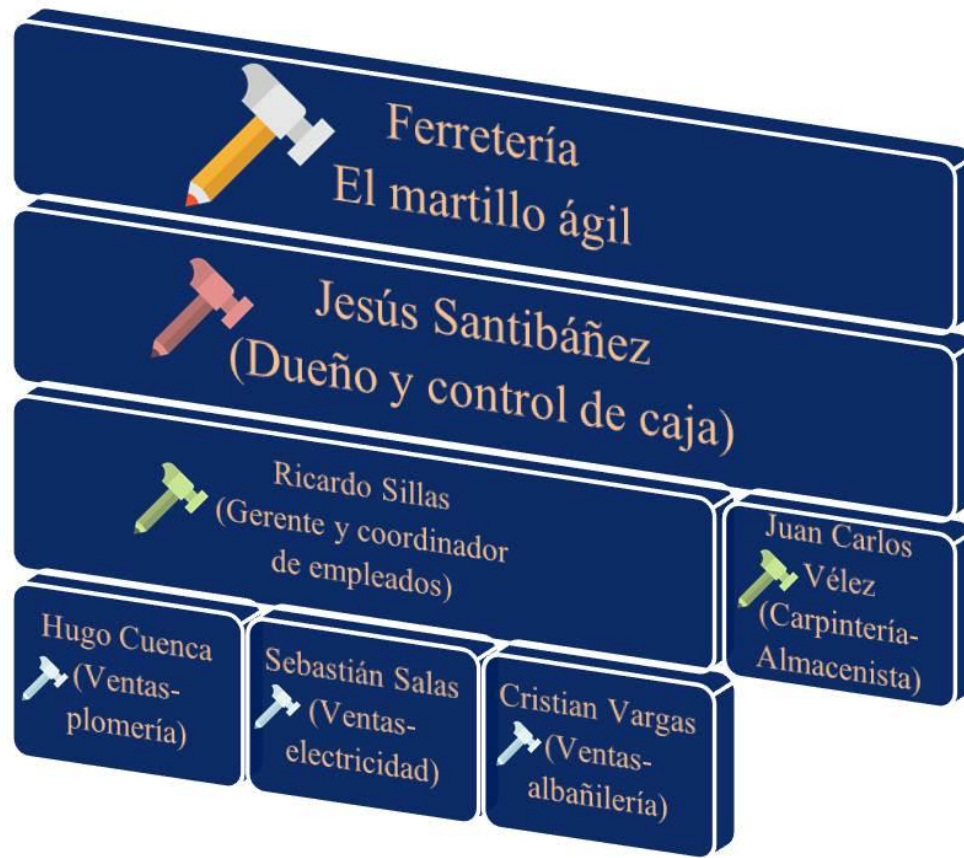 Ferretería
El martillo ágil
Jesús Santibáñez
(Dueño y control de caja)
Ricardo Sillas
(Gerente y coordinador
de empleados)
Juan Carlos
Vélez
(Carpintería-
Almacenista)
Hugo Cuenca
(Ventas-
plomería)
Sebastián Salas
(Ventas-
electricidad)
Cristian Vargas
(Ventas-
albañilería)